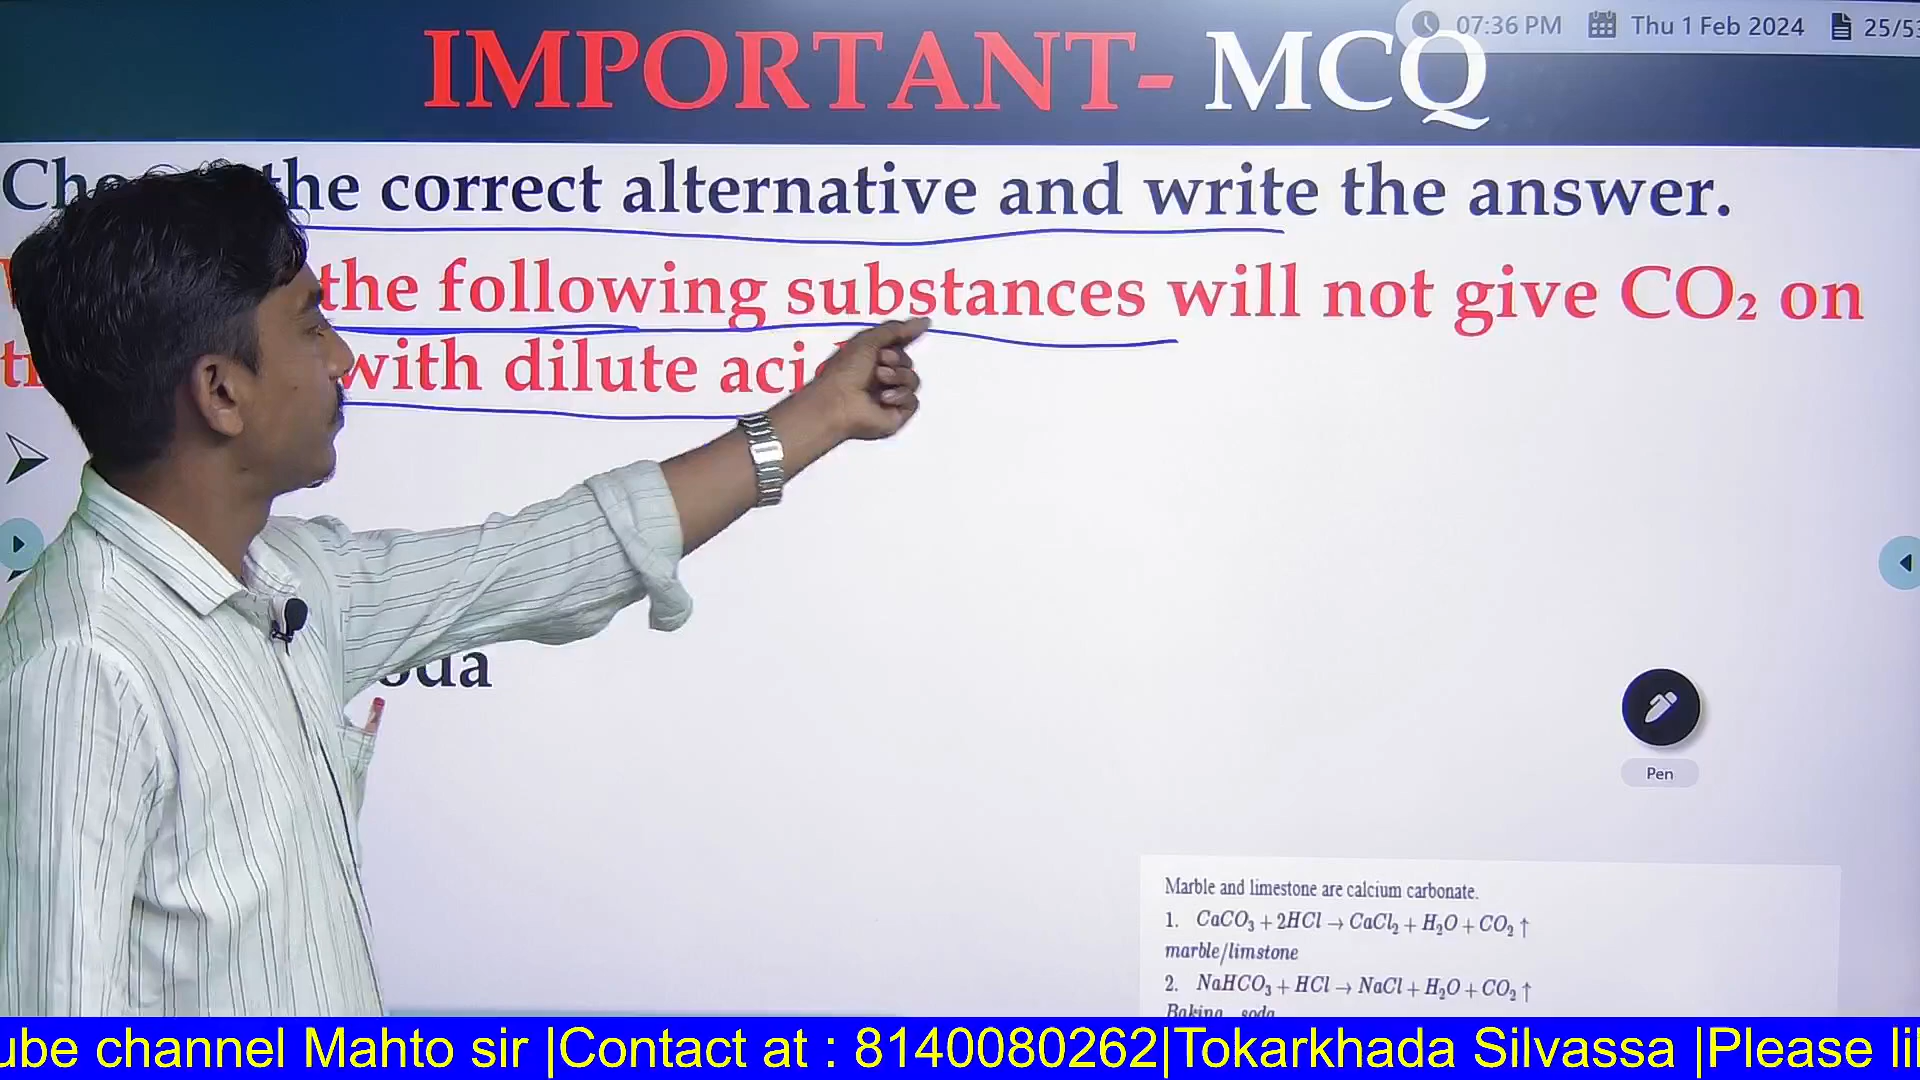 07:36 PM Thu 1 Feb 2024 25/53
IMPORTANT- MCQ
the correct alternative and write the answer.
the following substances will not give CO₂ on
with dilute
Pen
Marble and limestone are calcium carbonate.
1. CaCO₃ + 2HCl → CaCl₂ + H₂O + CO₂ ↑
marble/limstone
2. NaHCO₃ + HCl → NaCl + H₂O + CO₂ ↑
Baking soda
ube channel Mahto sir |Contact at : 8140080262|Tokarkhada Silvassa |Please li